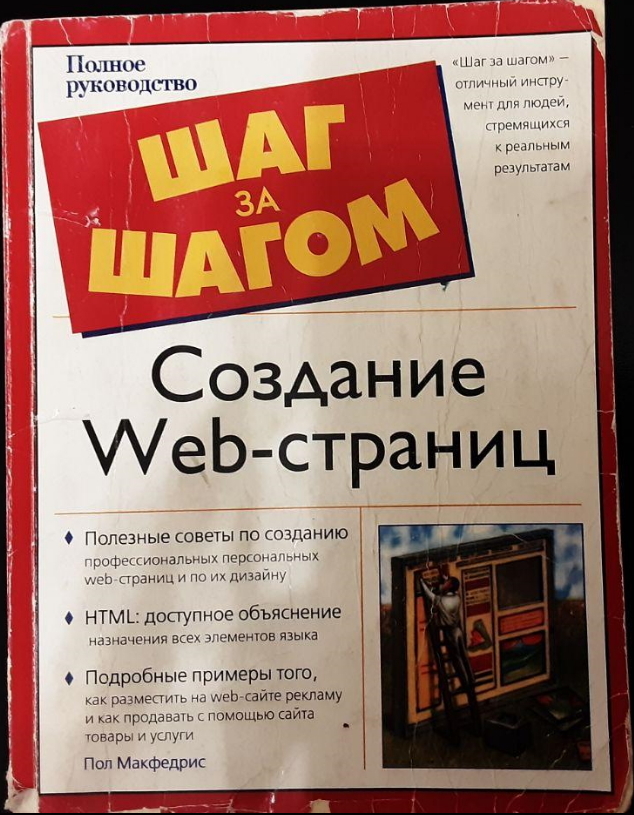 Полное
руководство
«Шаг за шагом» –
отличный инстру-
мент для людей,
стремящихся
к реальным
результатам
ШАГ
ЗА
ШАГОМ
Создание
Web-страниц
Полезные советы по созданию
профессиональных персональных
web-страниц и по их дизайну
HTML: доступное объяснение
назначения всех элементов языка
Подробные примеры того,
как разместить на web-сайте рекламу
и как продавать с помощью сайта
товары и услуги
Пол Макфедрис